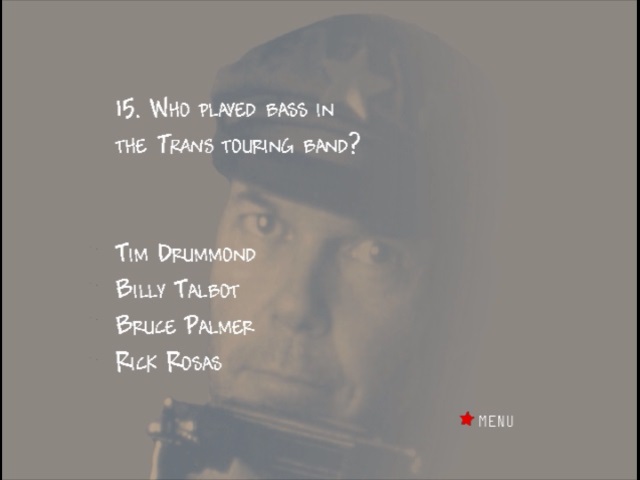 15. Who played bass in
the Trans touring band?
Tim Drummond
Billy Talbot
Bruce Palmer
Rick Rosas
MENU